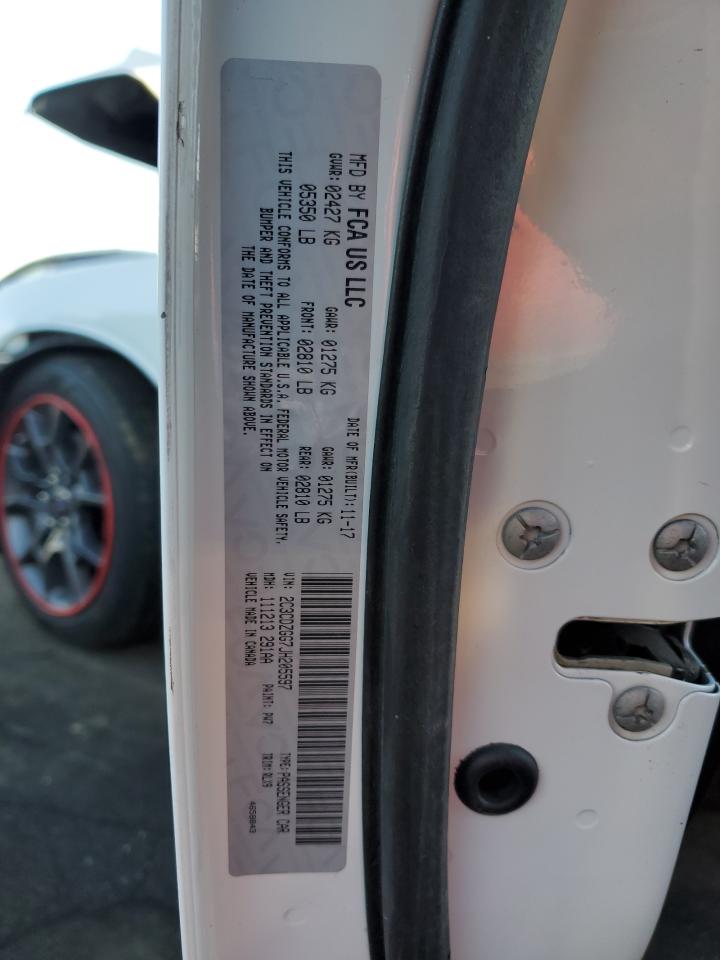 MFD BY FCA US LLC
DATE OF MFR(BUILT): 11-17
GVWR: 02427 KG
GAWR: 01275 KG
GAWR: 01275 KG
05350 LB
FRONT: 02810 LB
REAR: 02810 LB
THIS VEHICLE CONFORMS TO ALL APPLICABLE U.S.A. FEDERAL MOTOR VEHICLE SAFETY,
BUMPER AND THEFT PREVENTION STANDARDS IN EFFECT ON
THE DATE OF MANUFACTURE SHOWN ABOVE.
VIN: 2C3CDZGG7JH205597
TYPE: PASSENGER CAR
MDH: 111213 291AA
PAINT: PW7
TRIM: RLX9
VEHICLE MADE IN CANADA
4658843